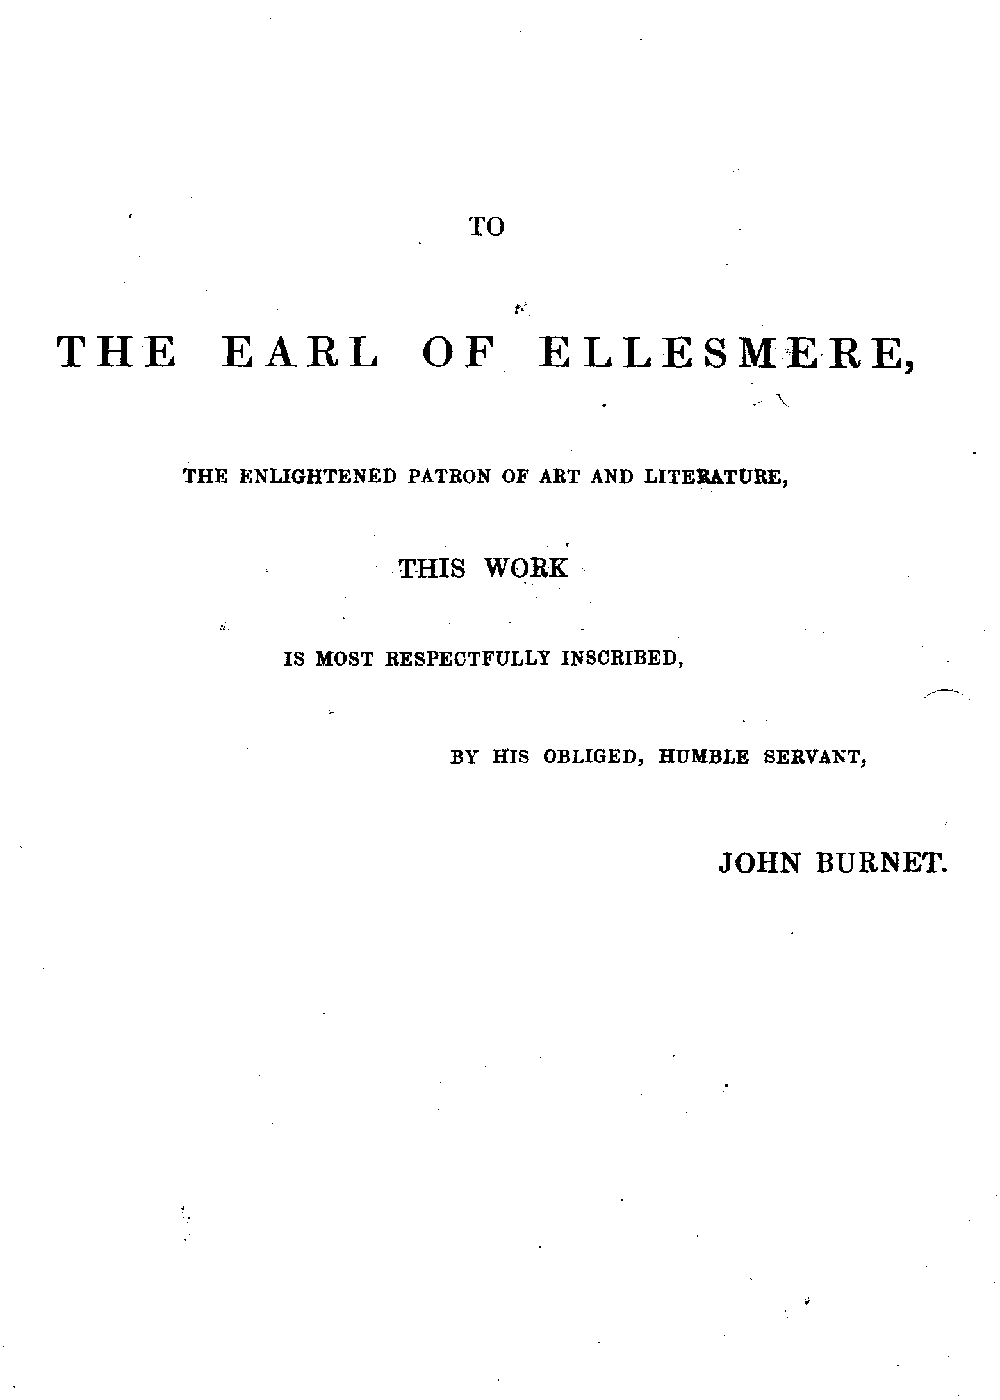 TO
THE EARL OF ELLESMERE,
THE ENLIGHTENED PATRON OF ART AND LITERATURE,
THIS WORK
IS MOST RESPECTFULLY INSCRIBED,
BY HIS OBLIGED, HUMBLE SERVANT,
JOHN BURNET.